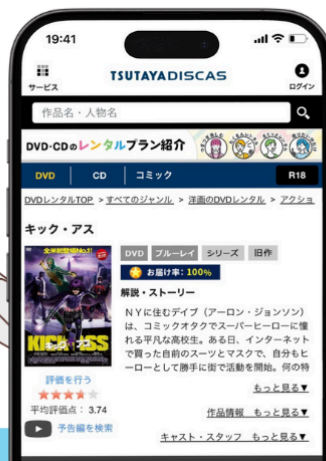 19:41
サービス
TSUTAYADISCAS
ログイン
作品名・人物名
DVD・CDのレンタルプラン紹介
DVD
CD
コミック
R18
DVDレンタルTOP > すべてのジャンル > 洋画のDVDレンタル > アクショ
キック・アス
全米初登場No.1!
KICK-ASS
DVD ブルーレイ シリーズ 旧作
お届け率：100%
解説・ストーリー
NYに住むデイブ（アーロン・ジョンソン）
は、コミックオタクでスーパーヒーローに憧
れる平凡な高校生。ある日、インターネット
で買った自前のスーツとマスクで、自分もヒ
ーローとして勝手に街で活動を開始。何の特
もっと見る▼
評価を行う
平均評価点： 3.74
予告編を検索
作品情報 もっと見る▼
キャスト・スタッフ もっと見る▼